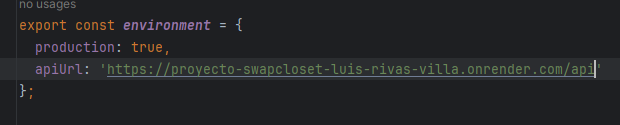 no usages
export const environment = {
  production: true,
  apiUrl: 'https://proyecto-swapcloset-luis-rivas-villa.onrender.com/api'
};